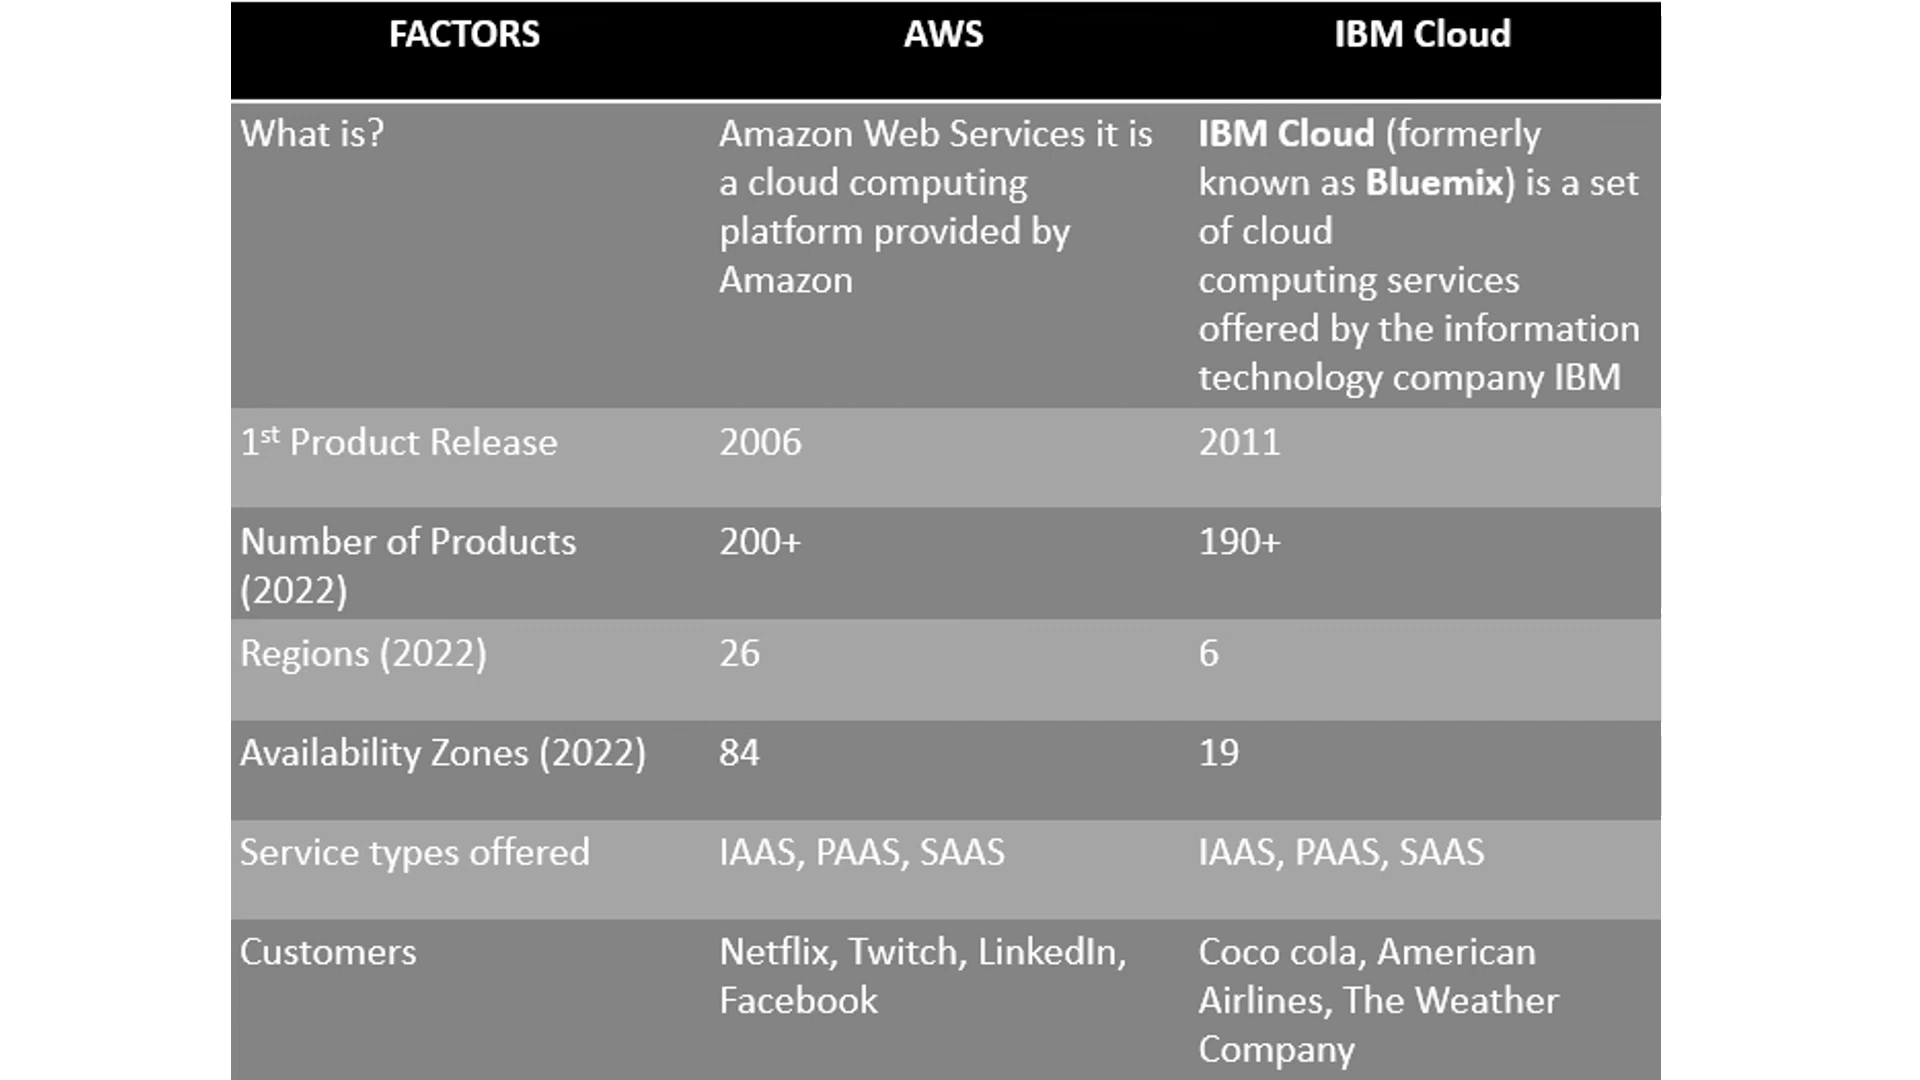 FACTORS AWS IBM Cloud
What is? Amazon Web Services it is IBM Cloud (formerly
a cloud computing known as Bluemix) is a set
platform provided by of cloud
Amazon computing services
offered by the information
technology company IBM
1st Product Release 2006 2011
Number of Products 200+ 190+
(2022)
Regions (2022) 26 6
Availability Zones (2022) 84 19
Service types offered IAAS, PAAS, SAAS IAAS, PAAS, SAAS
Customers Netflix, Twitch, LinkedIn, Coco cola, American
Facebook Airlines, The Weather
Company